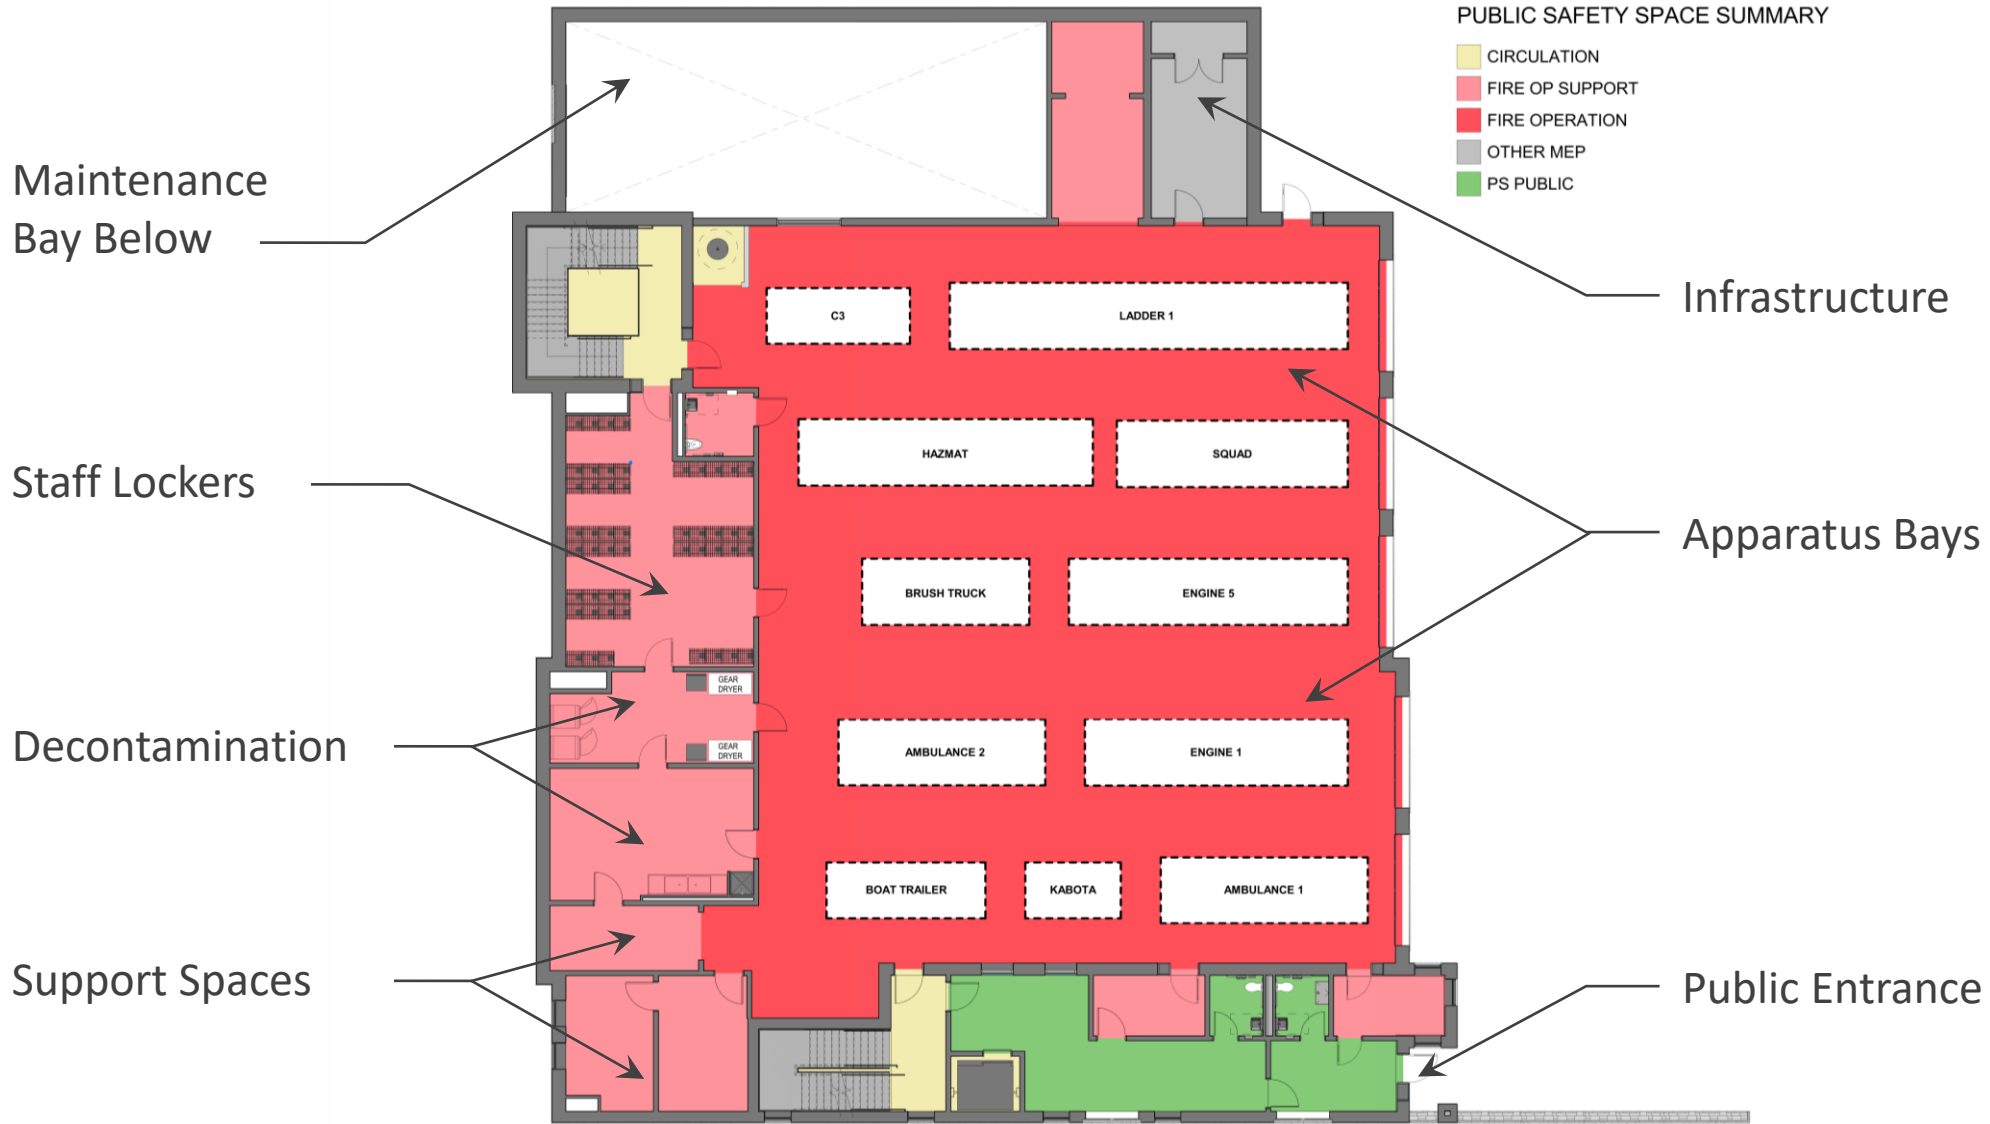 PUBLIC SAFETY SPACE SUMMARY
CIRCULATION
FIRE OP SUPPORT
FIRE OPERATION
OTHER MEP
PS PUBLIC
Maintenance
Bay Below
Infrastructure
C3
LADDER 1
HAZMAT
SQUAD
Staff Lockers
Apparatus Bays
BRUSH TRUCK
ENGINE 5
GEAR
DRYER
Decontamination
GEAR
DRYER
AMBULANCE 2
ENGINE 1
BOAT TRAILER
KABOTA
AMBULANCE 1
Support Spaces
Public Entrance